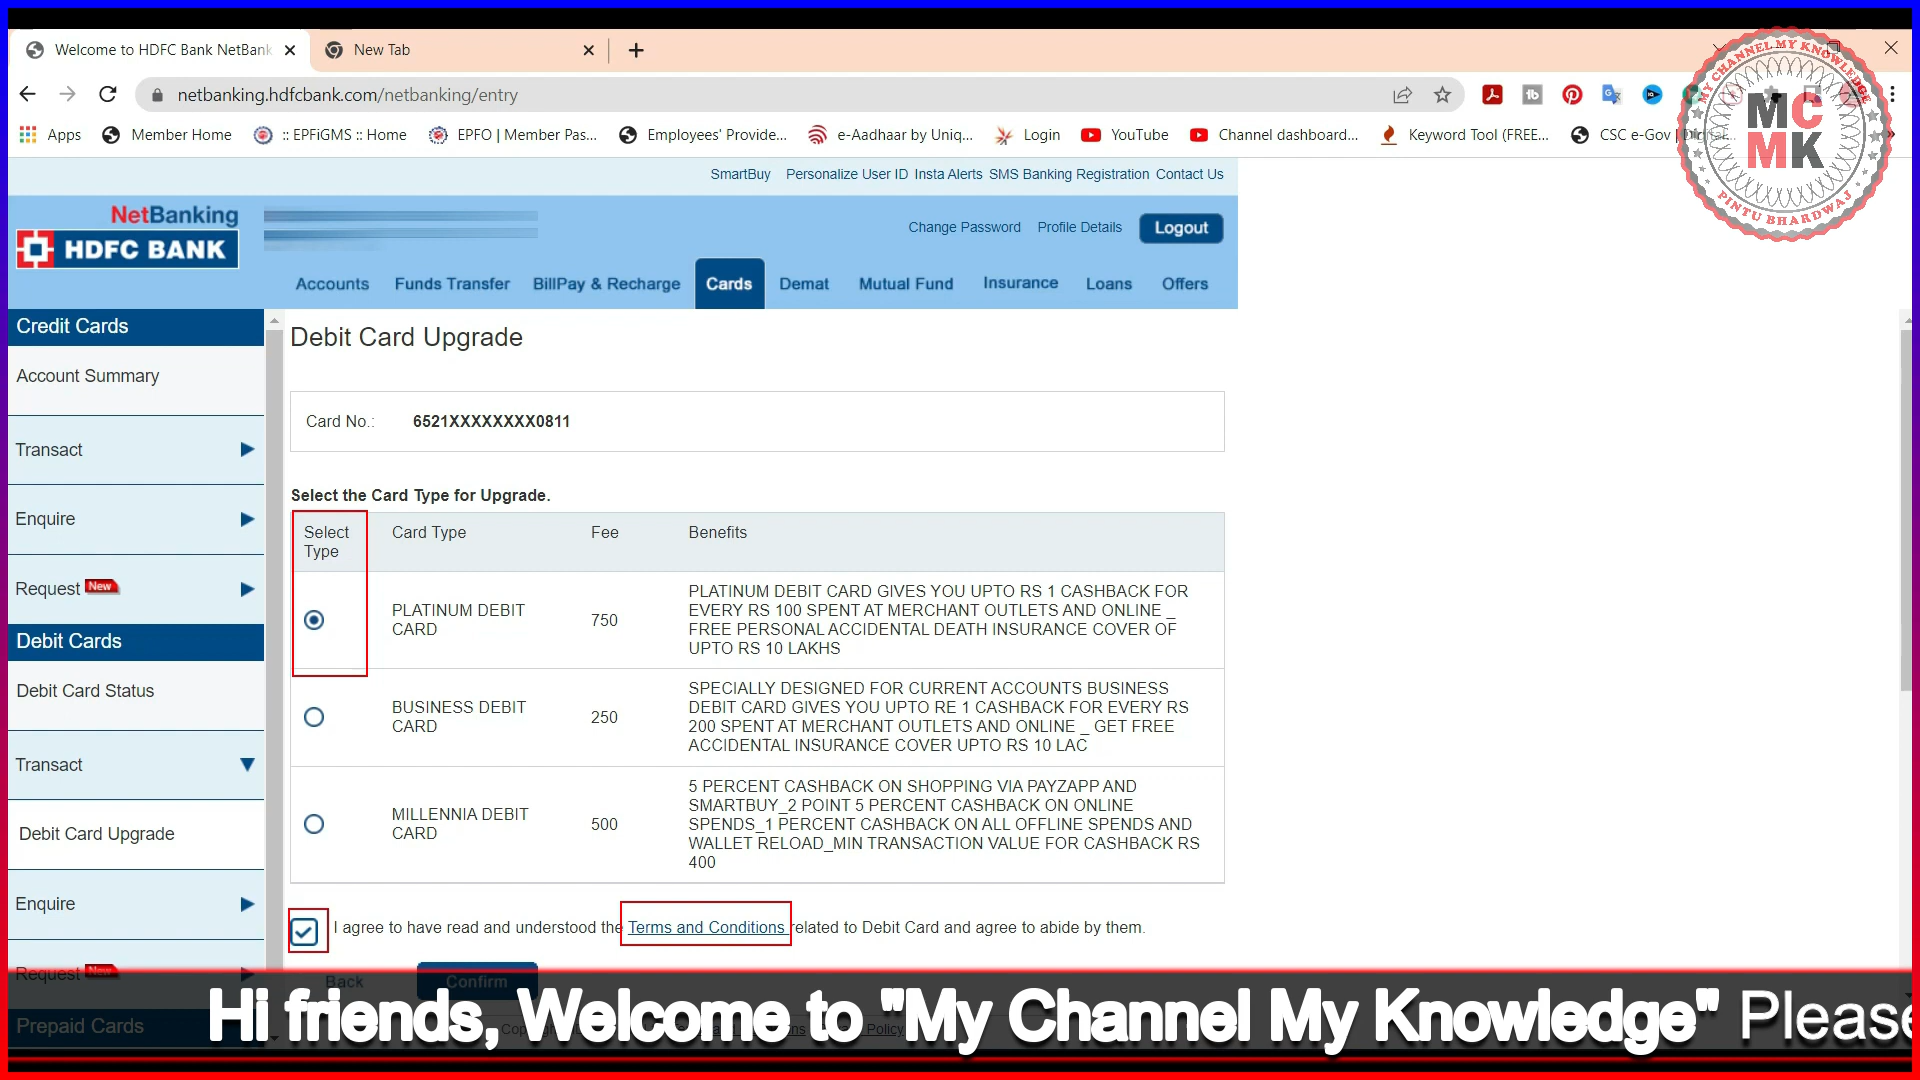 Welcome to HDFC Bank NetBank
New Tab
netbanking.hdfcbank.com/netbanking/entry
Apps
Member Home
:: EPFiGMS :: Home
EPFO | Member Pas...
Employees' Provide...
e-Aadhaar by Uniq...
Login
YouTube
Channel dashboard...
Keyword Tool (FREE...
CSC e-Gov |
MY CHANNEL MY KNOWLEDGE
MC
MK
PINTU BHARDWAJ
SmartBuy Personalize User ID Insta Alerts SMS Banking Registration Contact Us
NetBanking
HDFC BANK
Change Password Profile Details Logout
Accounts Funds Transfer BillPay & Recharge Cards Demat Mutual Fund Insurance Loans Offers
Credit Cards
Account Summary
Transact
Enquire
Request New
Debit Cards
Debit Card Status
Transact
Debit Card Upgrade
Enquire
Request New
Prepaid Cards
Debit Card Upgrade
Card No.: 6521XXXXXXXX0811
Select the Card Type for Upgrade.
Select Type Card Type Fee Benefits
PLATINUM DEBIT CARD 750
PLATINUM DEBIT CARD GIVES YOU UPTO RS 1 CASHBACK FOR
EVERY RS 100 SPENT AT MERCHANT OUTLETS AND ONLINE _
FREE PERSONAL ACCIDENTAL DEATH INSURANCE COVER OF
UPTO RS 10 LAKHS
BUSINESS DEBIT CARD 250
SPECIALLY DESIGNED FOR CURRENT ACCOUNTS BUSINESS
DEBIT CARD GIVES YOU UPTO RE 1 CASHBACK FOR EVERY RS
200 SPENT AT MERCHANT OUTLETS AND ONLINE _ GET FREE
ACCIDENTAL INSURANCE COVER UPTO RS 10 LAC
MILLENNIA DEBIT CARD 500
5 PERCENT CASHBACK ON SHOPPING VIA PAYZAPP AND
SMARTBUY_2 POINT 5 PERCENT CASHBACK ON ONLINE
SPENDS_1 PERCENT CASHBACK ON ALL OFFLINE SPENDS AND
WALLET RELOAD_MIN TRANSACTION VALUE FOR CASHBACK RS
400
I agree to have read and understood the Terms and Conditions related to Debit Card and agree to abide by them.
Back Confirm
Policy
Hi friends, Welcome to "My Channel My Knowledge" Please